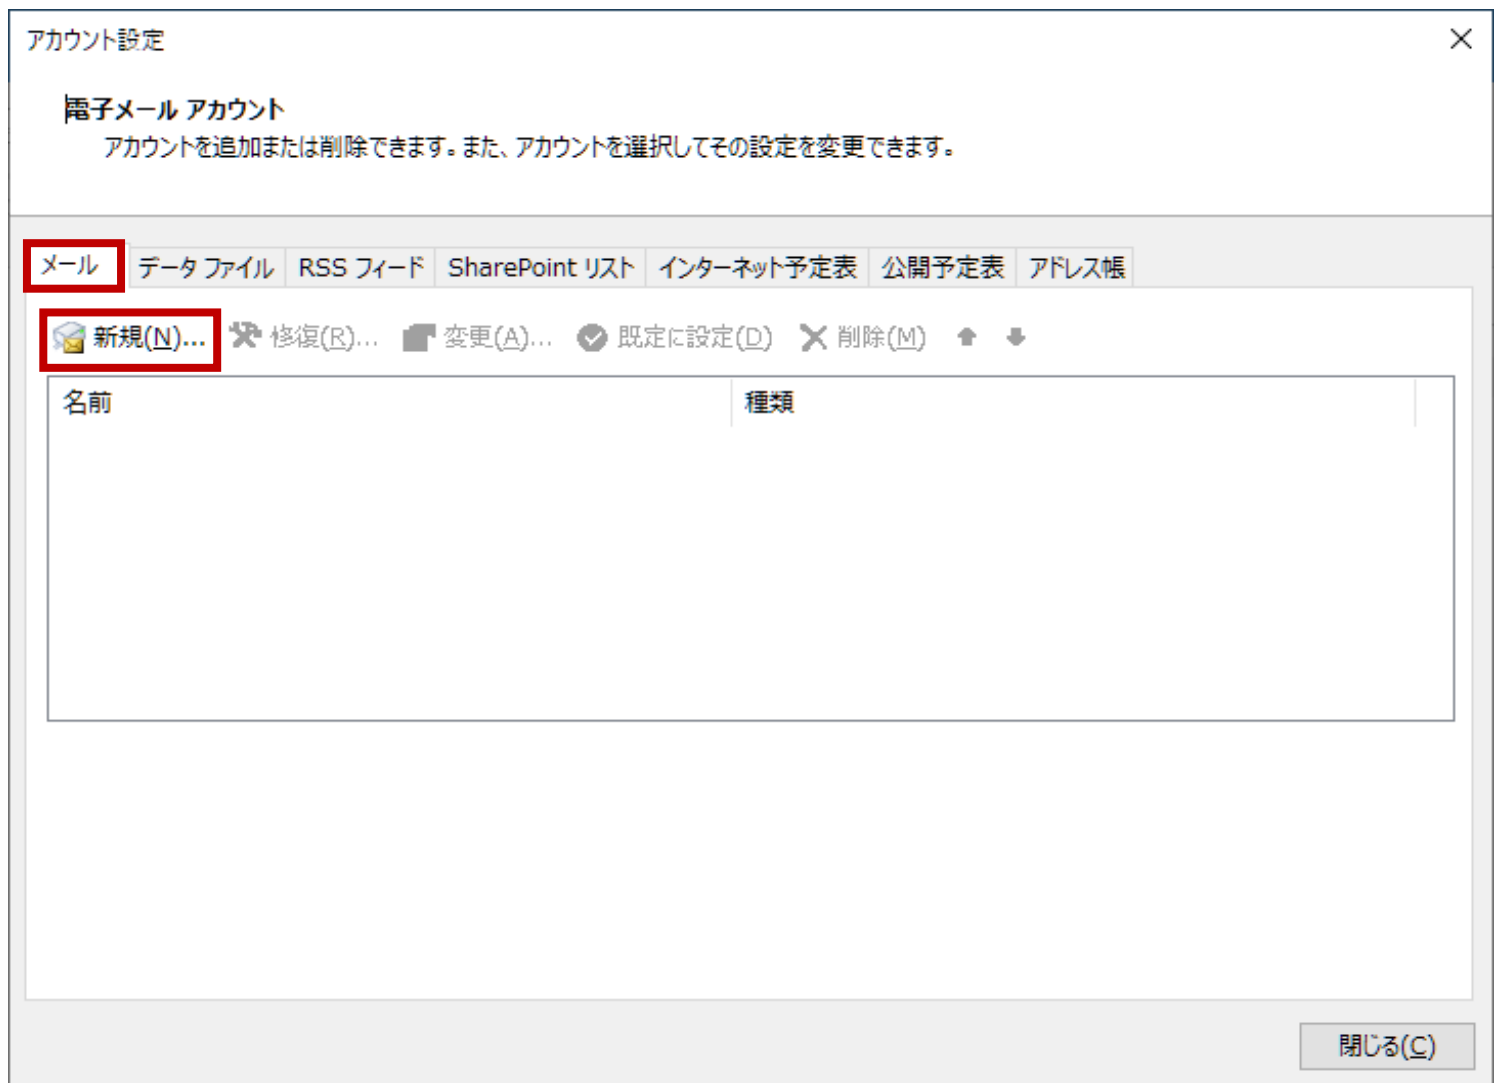 アカウント設定
電子メール アカウント
アカウントを追加または削除できます。また、アカウントを選択してその設定を変更できます。
メール データ ファイル RSS フィード SharePoint リスト インターネット予定表 公開予定表 アドレス帳
新規(N)... 修復(R)... 変更(A)... 既定に設定(D) 削除(M)
名前 種類
閉じる(C)